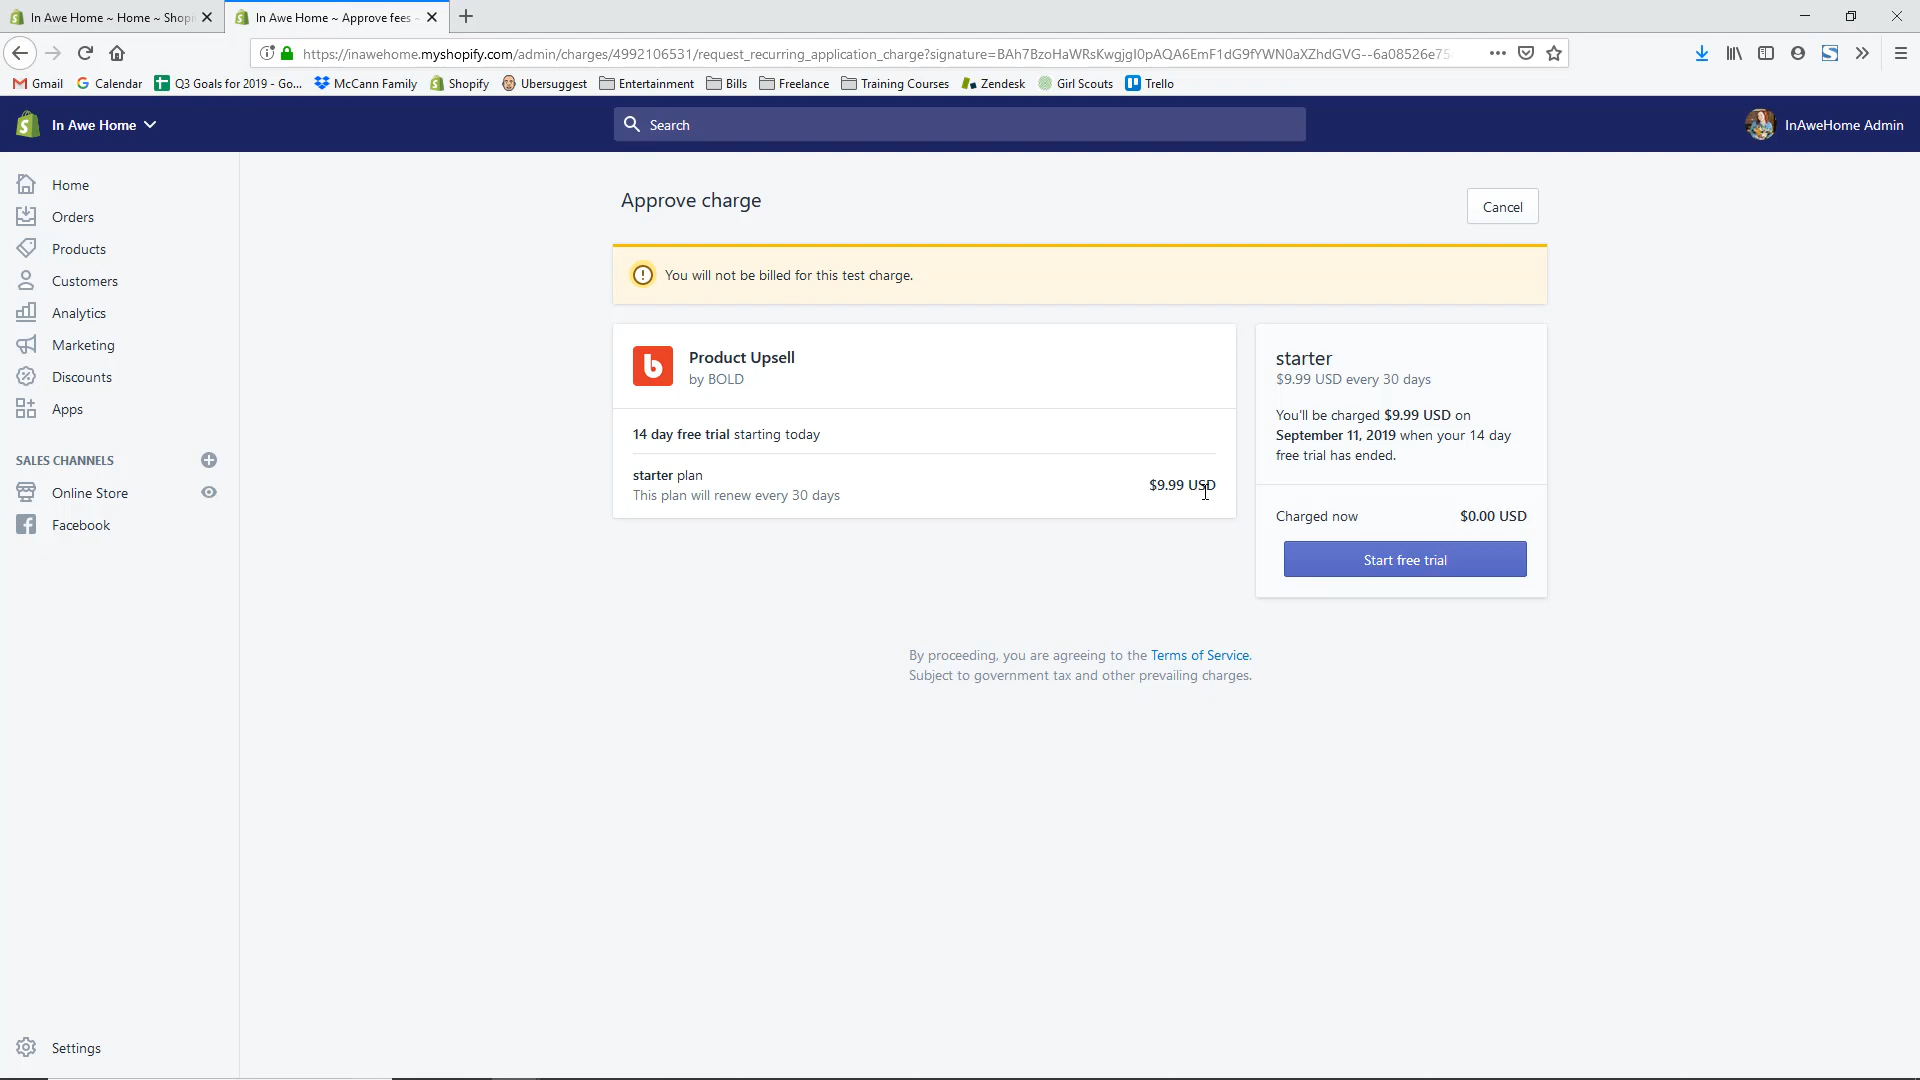 In Awe Home ~ Home ~ Shopi
In Awe Home ~ Approve fees ~
https://inawehome.myshopify.com/admin/charges/4992106531/request_recurring_application_charge?signature=BAh7BzoHaWRsKwgjgI0pAQA6EmF1dG9fYWN0aXZhdGVG--6a08526e75
Gmail
Calendar
Q3 Goals for 2019 - Go...
McCann Family
Shopify
Ubersuggest
Entertainment
Bills
Freelance
Training Courses
Zendesk
Girl Scouts
Trello
In Awe Home
Search
InAweHome Admin
Home
Orders
Products
Customers
Analytics
Marketing
Discounts
Apps
SALES CHANNELS
Online Store
Facebook
Settings
Approve charge
Cancel
You will not be billed for this test charge.
Product Upsell
by BOLD
14 day free trial starting today
starter plan
This plan will renew every 30 days
$9.99 USD
starter
$9.99 USD every 30 days
You'll be charged $9.99 USD on
September 11, 2019 when your 14 day
free trial has ended.
Charged now
$0.00 USD
Start free trial
By proceeding, you are agreeing to the Terms of Service.
Subject to government tax and other prevailing charges.